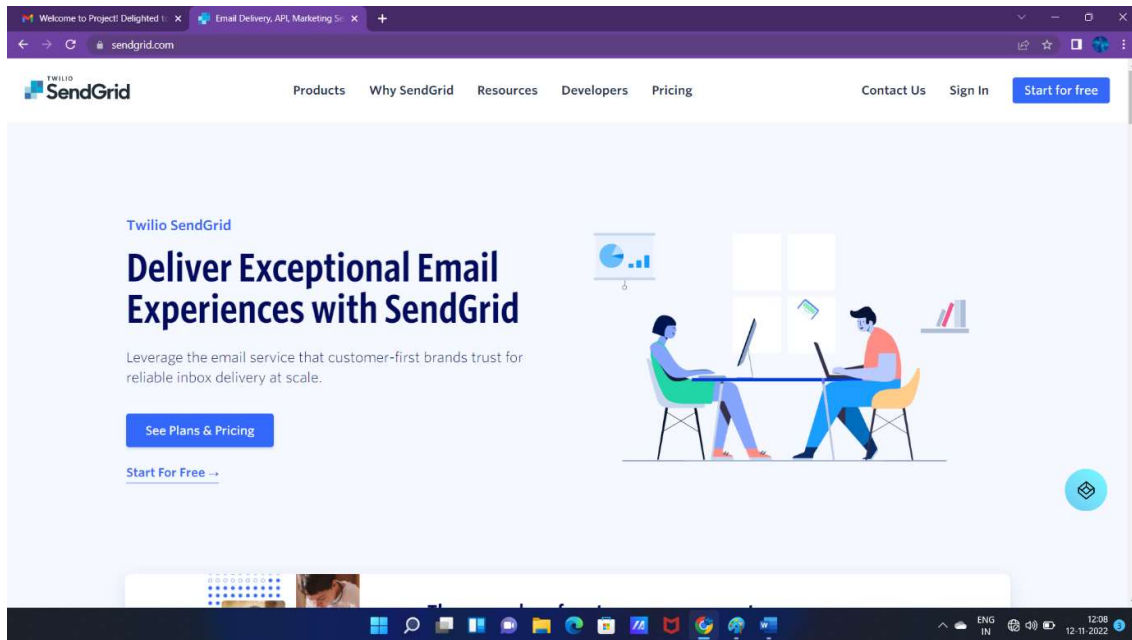 Welcome to Project! Delighted to
Email Delivery, API, Marketing Se
sendgrid.com
TWILIO
SendGrid
Products
Why SendGrid
Resources
Developers
Pricing
Contact Us
Sign In
Start for free
Twilio SendGrid
Deliver Exceptional Email
Experiences with SendGrid
Leverage the email service that customer-first brands trust for
reliable inbox delivery at scale.
See Plans & Pricing
Start For Free →
ENG
IN
12:08
12-11-2022
3